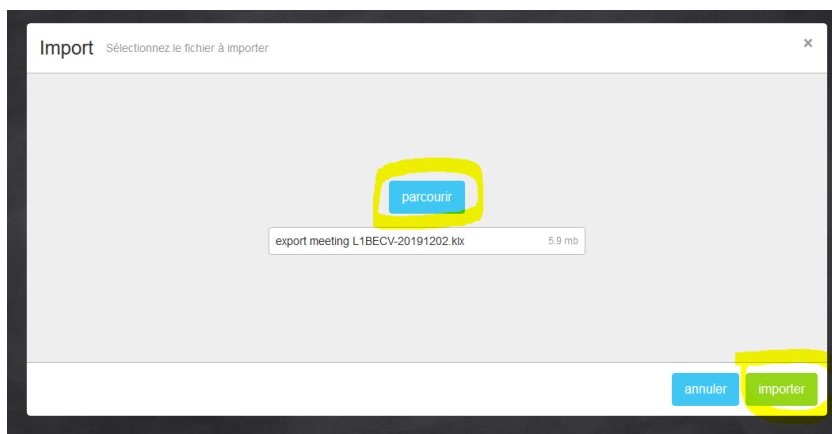 Import Sélectionnez le fichier à importer ×
parcourir
export meeting L1BECV-20191202.klx 5.9 mb
annuler importer